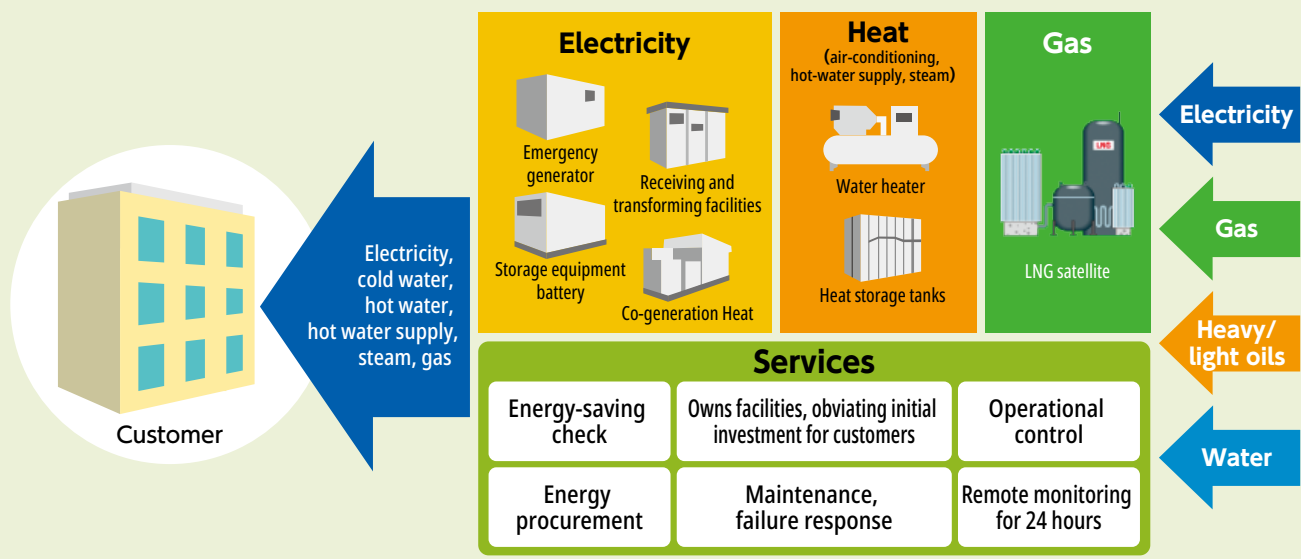 Electricity
Emergency
generator
Receiving and
transforming facilities
Storage equipment
battery
Co-generation Heat
Heat
(air-conditioning,
hot-water supply, steam)
Water heater
Heat storage tanks
Gas
LNG
LNG satellite
Electricity
Gas
Heavy/
light oils
Water
Electricity,
cold water,
hot water,
hot water supply,
steam, gas
Customer
Services
Energy-saving
check
Owns facilities, obviating initial
investment for customers
Operational
control
Energy
procurement
Maintenance,
failure response
Remote monitoring
for 24 hours